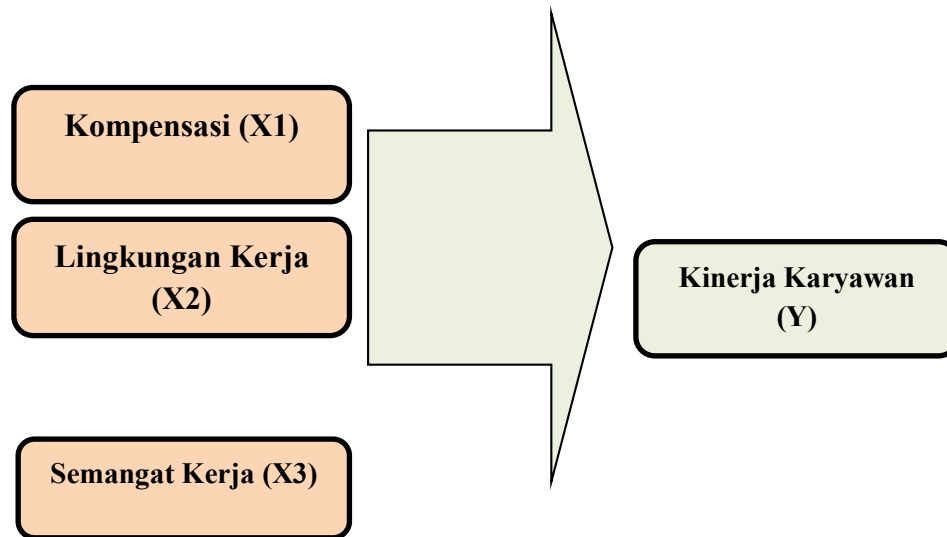 Kompensasi (X1)
Lingkungan Kerja
(X2)
Kinerja Karyawan
(Y)
Semangat Kerja (X3)